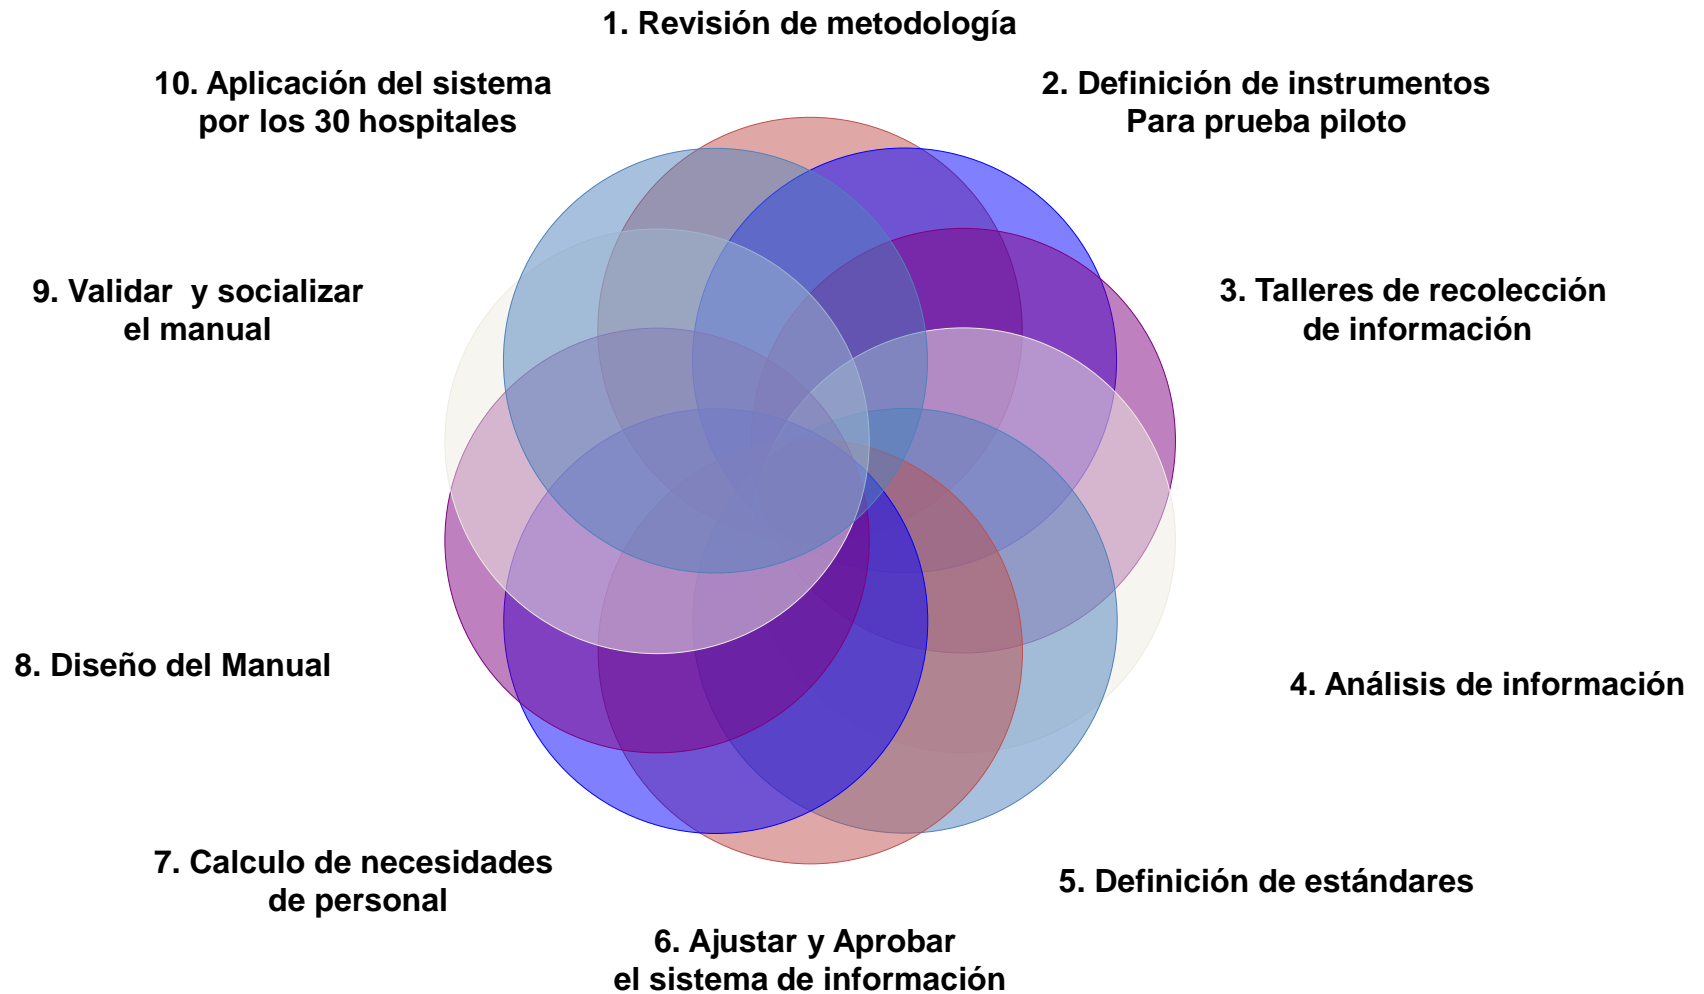 1. Revisión de metodología
2. Definición de instrumentos
Para prueba piloto
3. Talleres de recolección
de información
4. Análisis de información
5. Definición de estándares
6. Ajustar y Aprobar
el sistema de información
7. Calculo de necesidades
de personal
8. Diseño del Manual
9. Validar  y socializar
el manual
10. Aplicación del sistema
por los 30 hospitales